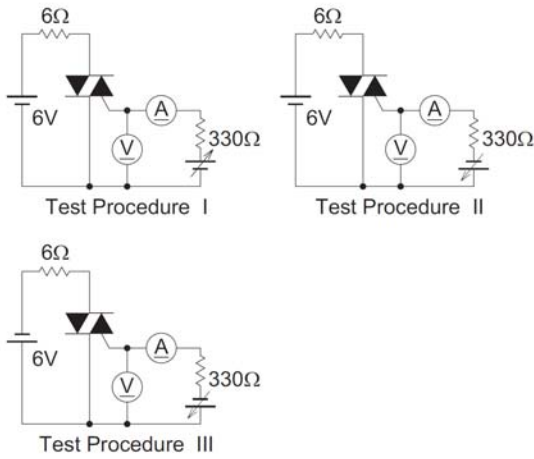 6Ω
6V
A
V
330Ω
Test Procedure I
6Ω
6V
A
V
330Ω
Test Procedure II
6Ω
6V
A
V
330Ω
Test Procedure III